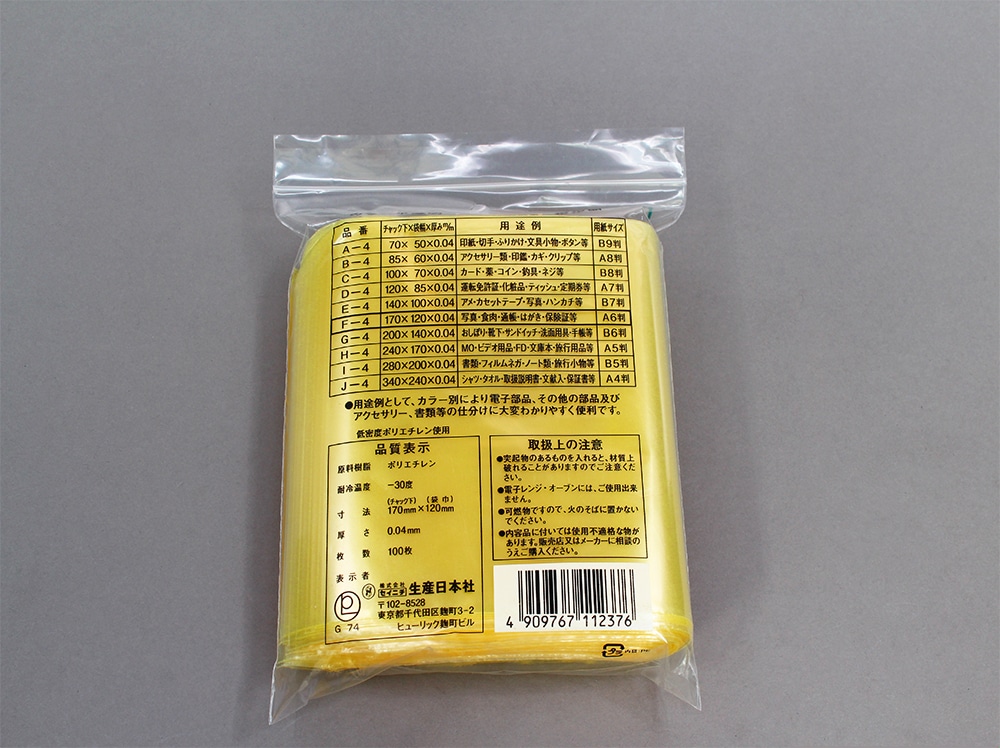 品番 チャック下×袋幅×厚み㎜ 用途例 用紙サイズ
A－4 70× 50×0.04 印紙・切手・ふりかけ・文具小物・ボタン等 B9判
B－4 85× 60×0.04 アクセサリー類・印鑑・カギ・クリップ等 A8判
C－4 100× 70×0.04 カード・薬・コイン・釣具・ネジ等 B8判
D－4 120× 85×0.04 運転免許証・化粧品・ティッシュ・定期券等 A7判
E－4 140×100×0.04 アメ・カセットテープ・写真・ハンカチ等 B7判
F－4 170×120×0.04 写真・食肉・通帳・はがき・保険証等 A6判
G－4 200×140×0.04 おしぼり・靴下・サンドイッチ・洗面用具・手帳等 B6判
H－4 240×170×0.04 MO・ビデオ用品・FD・文庫本・旅行用品等 A5判
I－4 280×200×0.04 書類・フィルムネガ・ノート類・旅行小物等 B5判
J－4 340×240×0.04 シャツ・タオル・取扱説明書・文献入・保証書等 A4判
●用途例として、カラー別により電子部品、その他の部品及び
アクセサリー、書類等の仕分けに大変わかりやすく便利です。
低密度ポリエチレン使用
品質表示
原料樹脂 ポリエチレン
耐冷温度 －30度
(チャック下) (袋巾)
寸法 170mm×120mm
厚さ 0.04mm
枚数 100枚
表示者
株式会社 セイニチ 生産日本社
〒102－8528
東京都千代田区麹町3－2
ヒューリック麹町ビル
G 74
取扱上の注意
●突起物のあるものを入れると、材質上
破れることがありますのでご注意くだ
さい。
●電子レンジ・オーブンには、ご使用出来
ません。
●可燃物ですので、火のそばに置かない
でください。
●内容品に付いては使用不適格な物が
あります。販売店又はメーカーに相談の
うえご購入ください。
4 909767 112376